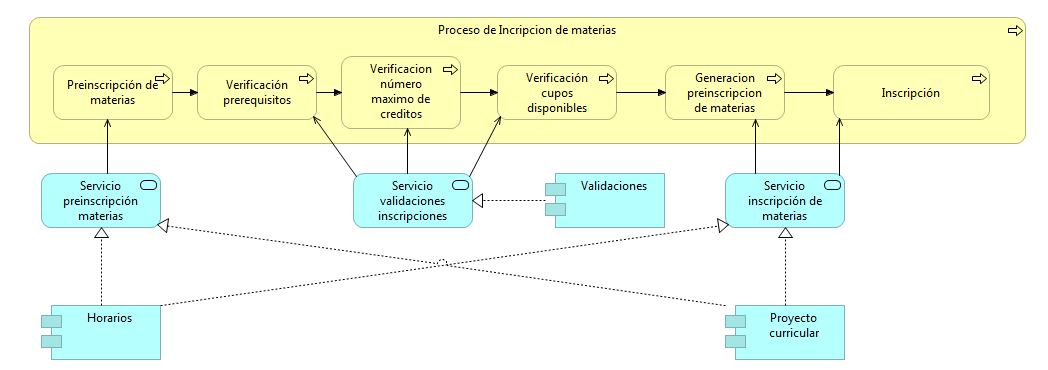 Proceso de Incripcion de materias
Preinscripción de
materias
Verificación
prerequisitos
Verificacion
número
maximo de
creditos
Verificación
cupos
disponibles
Generacion
preinscripcion
de materias
Inscripción
Servicio
preinscripción
materias
Servicio
validaciones
inscripciones
Validaciones
Servicio
inscripción de
materias
Horarios
Proyecto
curricular